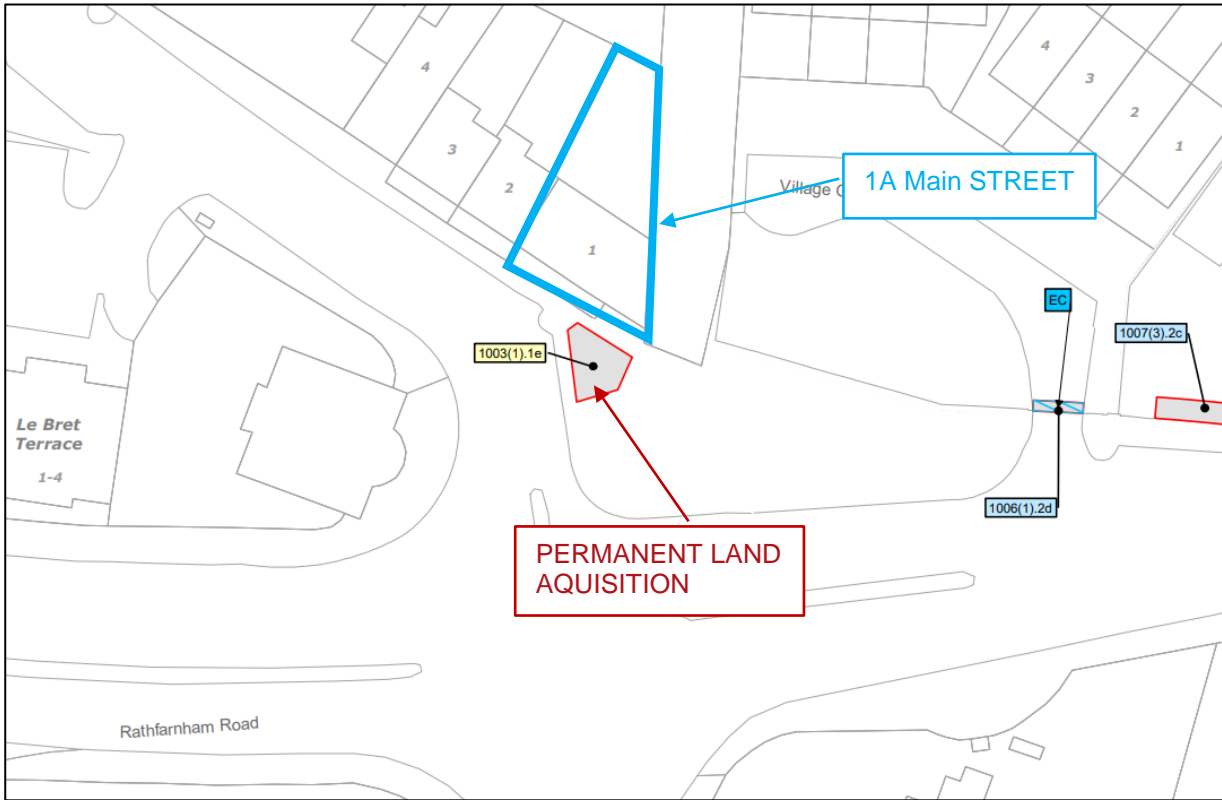 4
3
2
1
4
3
2
1
Village
1A Main STREET
EC
1007(3).2c
1003(1).1e
Le Bret
Terrace
1-4
1006(1).2d
PERMANENT LAND
AQUISITION
Rathfarnham Road